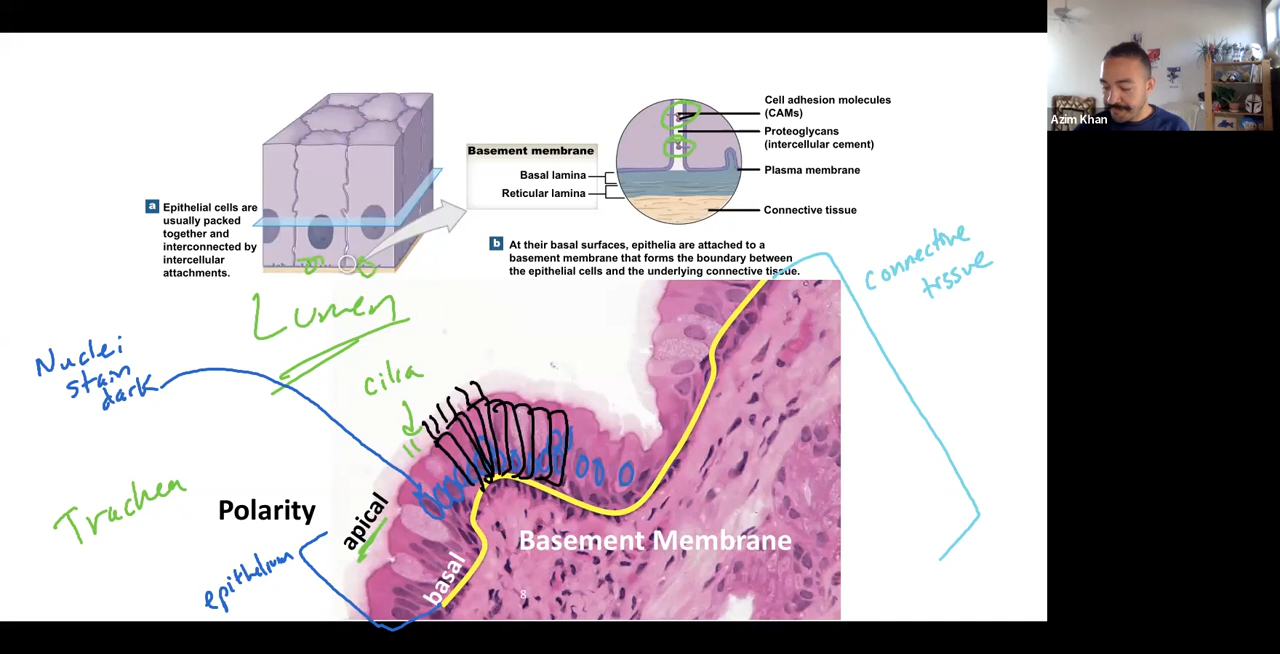 Azim Khan
Cell adhesion molecules
(CAMs)
Proteoglycans
(intercellular cement)
Plasma membrane
Connective tissue
Basement membrane
Basal lamina
Reticular lamina
a Epithelial cells are
usually packed
together and
interconnected by
intercellular
attachments.
b At their basal surfaces, epithelia are attached to a
basement membrane that forms the boundary between
the epithelial cells and the underlying connective tissue.
connective
tissue
Lumen
Nuclei
stain
dark
cilia
Trachea
Polarity
apical
basal
epithelium
Basement Membrane
8